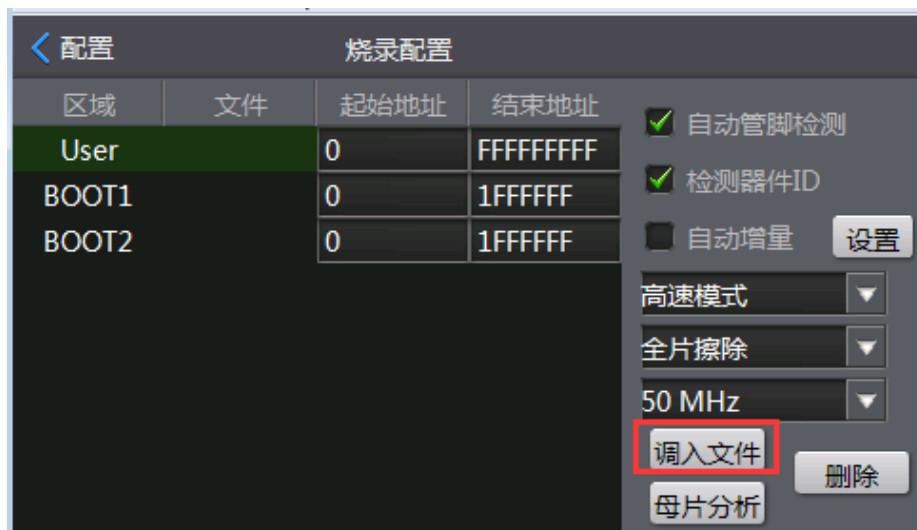 配置 烧录配置
区域 文件 起始地址 结束地址
User 0 FFFFFFFFF
BOOT1 0 1FFFFFF
BOOT2 0 1FFFFFF
自动管脚检测
检测器件ID
自动增量 设置
高速模式
全片擦除
50 MHz
调入文件
删除
母片分析